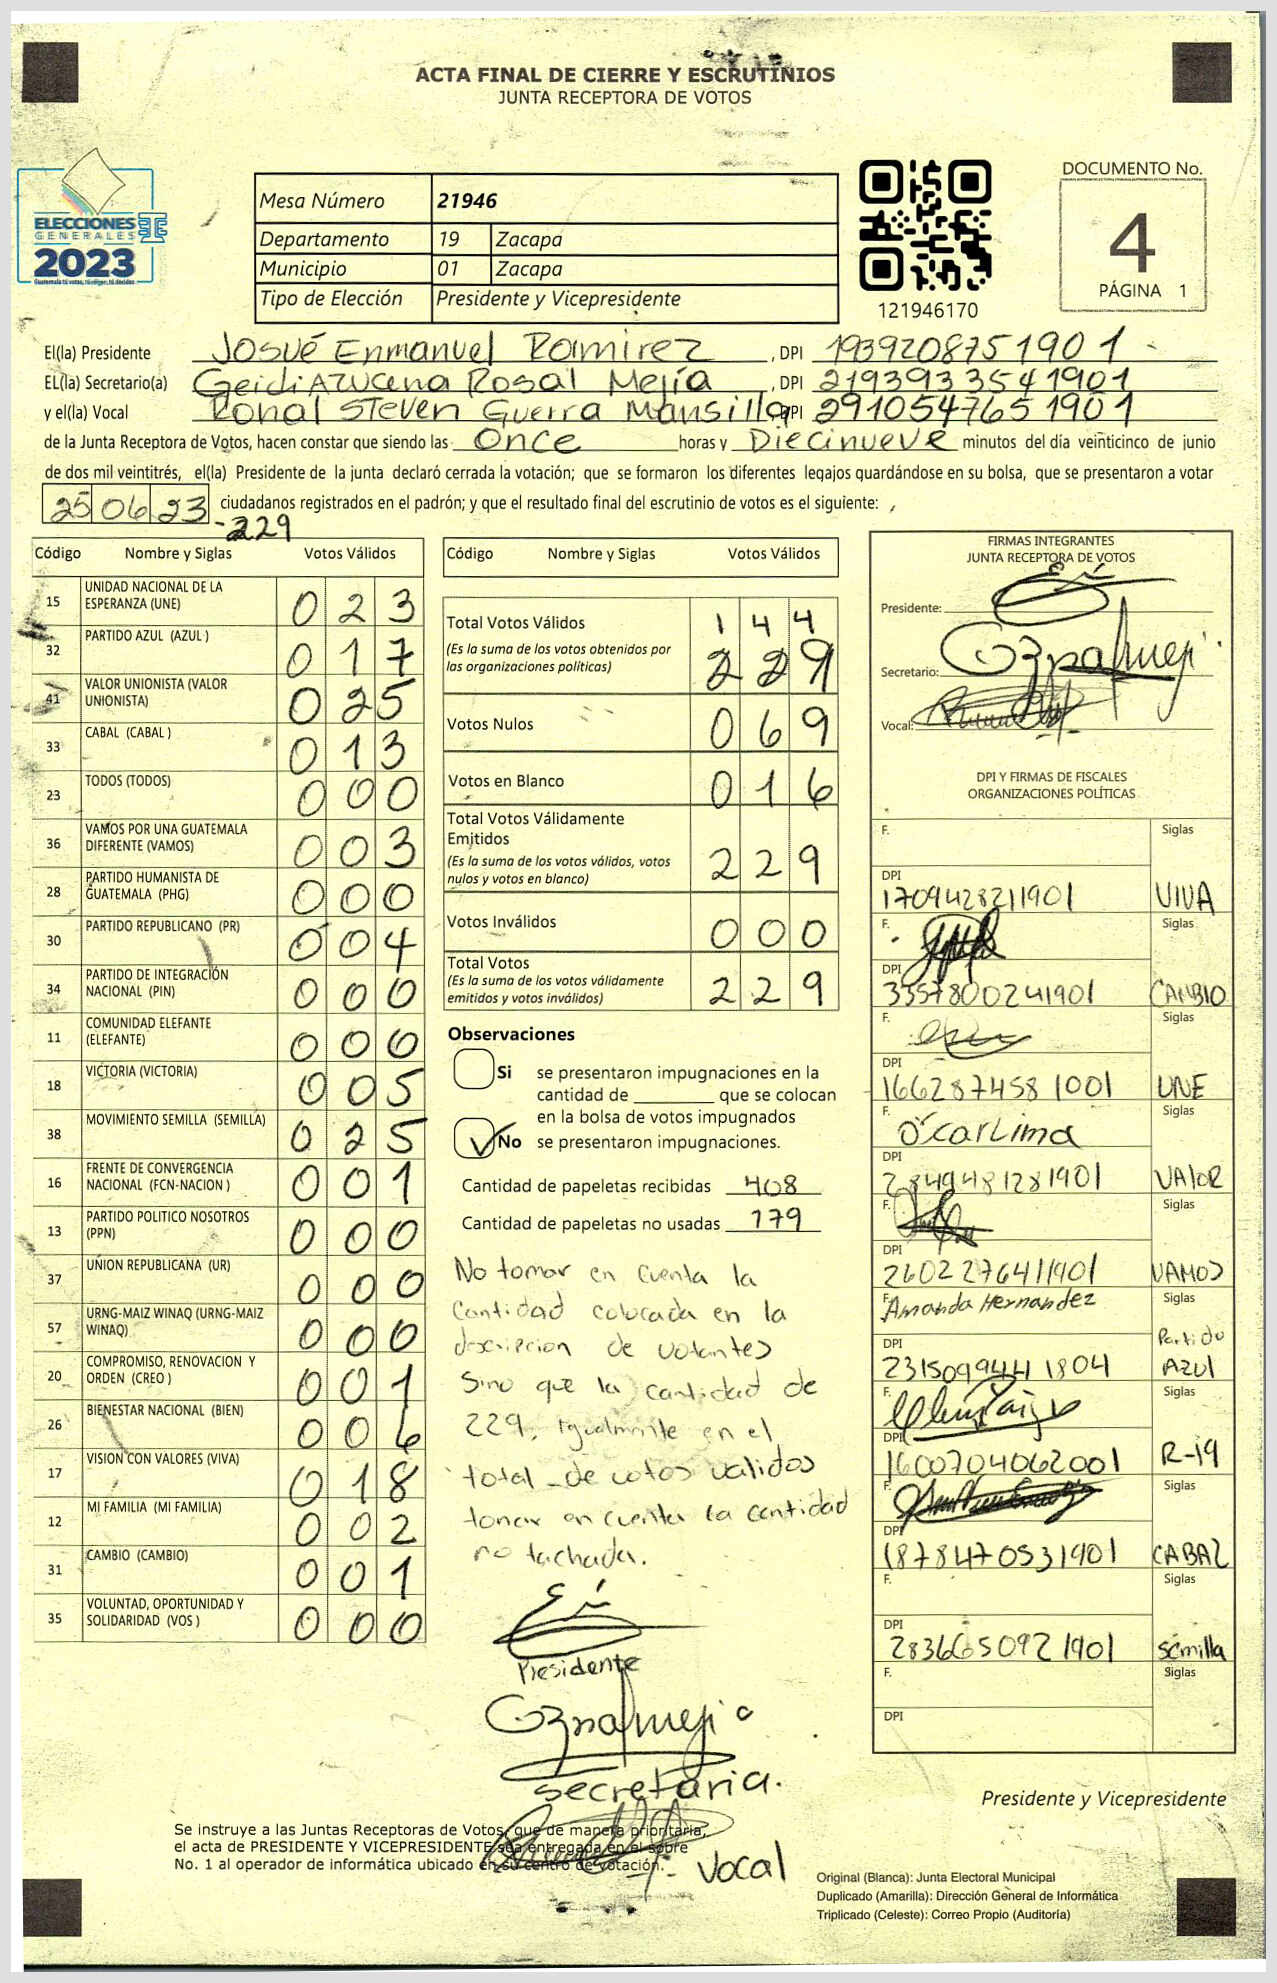 ACTA FINAL DE CIERRE Y ESCRUTINIOS
JUNTA RECEPTORA DE VOTOS
ELECCIONES
GENERALES
2023
Mesa Número 21946
Departamento 19 Zacapa
Municipio 01 Zacapa
Tipo de Elección Presidente y Vicepresidente
121946170
DOCUMENTO No.
4
PÁGINA 1
El(la) Presidente Josué Enmanuel Ramirez , DPI 1939208751901
EL(la) Secretario(a) Geidi Azucena Rosal Mejía , DPI 2193933541901
y el(la) Vocal Ronal Steven Guerra Mansilla DPI 2910547651901
de la Junta Receptora de Votos, hacen constar que siendo las Once horas y Diecinueve minutos del día veinticinco de junio
de dos mil veintitrés, el(la) Presidente de la junta declaró cerrada la votación; que se formaron los diferentes legajos quardándose en su bolsa, que se presentaron a votar
25 06 23 ciudadanos registrados en el padrón; y que el resultado final del escrutinio de votos es el siguiente:
-229
Código Nombre y Siglas Votos Válidos
15 UNIDAD NACIONAL DE LA ESPERANZA (UNE) 0 2 3
32 PARTIDO AZUL (AZUL ) 0 1 7
41 VALOR UNIONISTA (VALOR UNIONISTA) 0 2 5
33 CABAL (CABAL ) 0 1 3
23 TODOS (TODOS) 0 0 0
36 VAMOS POR UNA GUATEMALA DIFERENTE (VAMOS) 0 0 3
28 PARTIDO HUMANISTA DE GUATEMALA (PHG) 0 0 0
30 PARTIDO REPUBLICANO (PR) 0 0 4
34 PARTIDO DE INTEGRACIÓN NACIONAL (PIN) 0 0 0
11 COMUNIDAD ELEFANTE (ELEFANTE) 0 0 0
18 VICTORIA (VICTORIA) 0 0 5
38 MOVIMIENTO SEMILLA (SEMILLA) 0 2 5
16 FRENTE DE CONVERGENCIA NACIONAL (FCN-NACION ) 0 0 1
13 PARTIDO POLITICO NOSOTROS (PPN) 0 0 0
37 UNION REPUBLICANA (UR) 0 0 0
57 URNG-MAIZ WINAQ (URNG-MAIZ WINAQ) 0 0 0
20 COMPROMISO, RENOVACION Y ORDEN (CREO ) 0 0 1
26 BIENESTAR NACIONAL (BIEN) 0 0 6
17 VISION CON VALORES (VIVA) 0 1 8
12 MI FAMILIA (MI FAMILIA) 0 0 2
31 CAMBIO (CAMBIO) 0 0 1
35 VOLUNTAD, OPORTUNIDAD Y SOLIDARIDAD (VOS ) 0 0 0
Código Nombre y Siglas Votos Válidos
Total Votos Válidos 1 4 4
(Es la suma de los votos obtenidos por las organizaciones políticas) 2 2 9
Votos Nulos 0 6 9
Votos en Blanco 0 1 6
Total Votos Válidamente Emitidos
(Es la suma de los votos válidos, votos nulos y votos en blanco) 2 2 9
Votos Inválidos 0 0 0
Total Votos
(Es la suma de los votos válidamente emitidos y votos inválidos) 2 2 9
Observaciones
Si se presentaron impugnaciones en la
cantidad de ________ que se colocan
en la bolsa de votos impugnados
No se presentaron impugnaciones.
Cantidad de papeletas recibidas 408
Cantidad de papeletas no usadas 179
No tomar en cuenta la
Cantidad colocada en la
descripcion de votantes
Sino que la cantidad de
229, Igualmente en el
total de votos validos
tomar en cuenta la cantidad
no tachada.
Presidente
secretaria.
Vocal
FIRMAS INTEGRANTES
JUNTA RECEPTORA DE VOTOS
Presidente:
Secretario:
Vocal:
DPI Y FIRMAS DE FISCALES
ORGANIZACIONES POLÍTICAS
F. Siglas
DPI
1709428211901 VIVA
F. Siglas
DPI
3357800241901 CAMBIO
F. Siglas
DPI
1662874581001 UNE
F. Siglas
Oscar Lima
DPI
2849481281901 VAlOR
F. Siglas
DPI
2602276411901 VAMOS
F. Siglas
Amanda Hernandez
DPI Partido
2315099441804 AZUl
F. Siglas
DPI
1600704062001 R-19
F. Siglas
DPI
1878470531901 CABAL
F. Siglas
DPI
2836650921901 semilla
F. Siglas
DPI
Presidente y Vicepresidente
Se instruye a las Juntas Receptoras de Votos, que de manera prioritaria,
el acta de PRESIDENTE Y VICEPRESIDENTE sea entregada en el sobre
No. 1 al operador de informática ubicado en su centro de votación.
Original (Blanca): Junta Electoral Municipal
Duplicado (Amarilla): Dirección General de Informática
Triplicado (Celeste): Correo Propio (Auditoría)